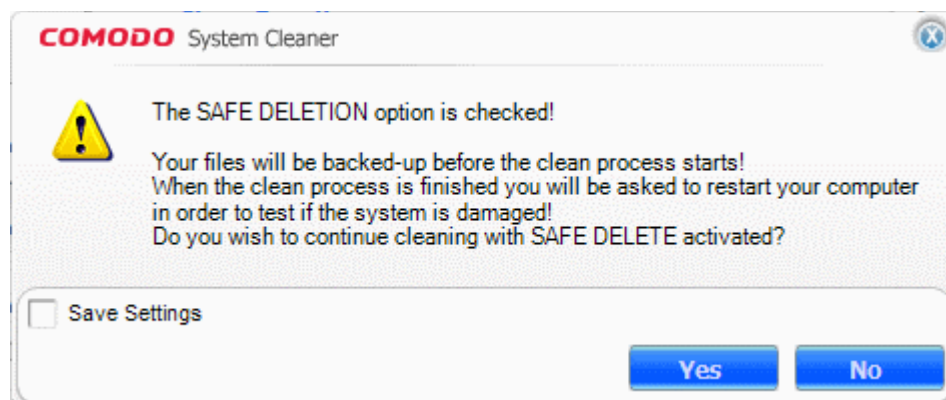 COMODO System Cleaner
The SAFE DELETION option is checked!
Your files will be backed-up before the clean process starts!
When the clean process is finished you will be asked to restart your computer
in order to test if the system is damaged!
Do you wish to continue cleaning with SAFE DELETE activated?
Save Settings
Yes No